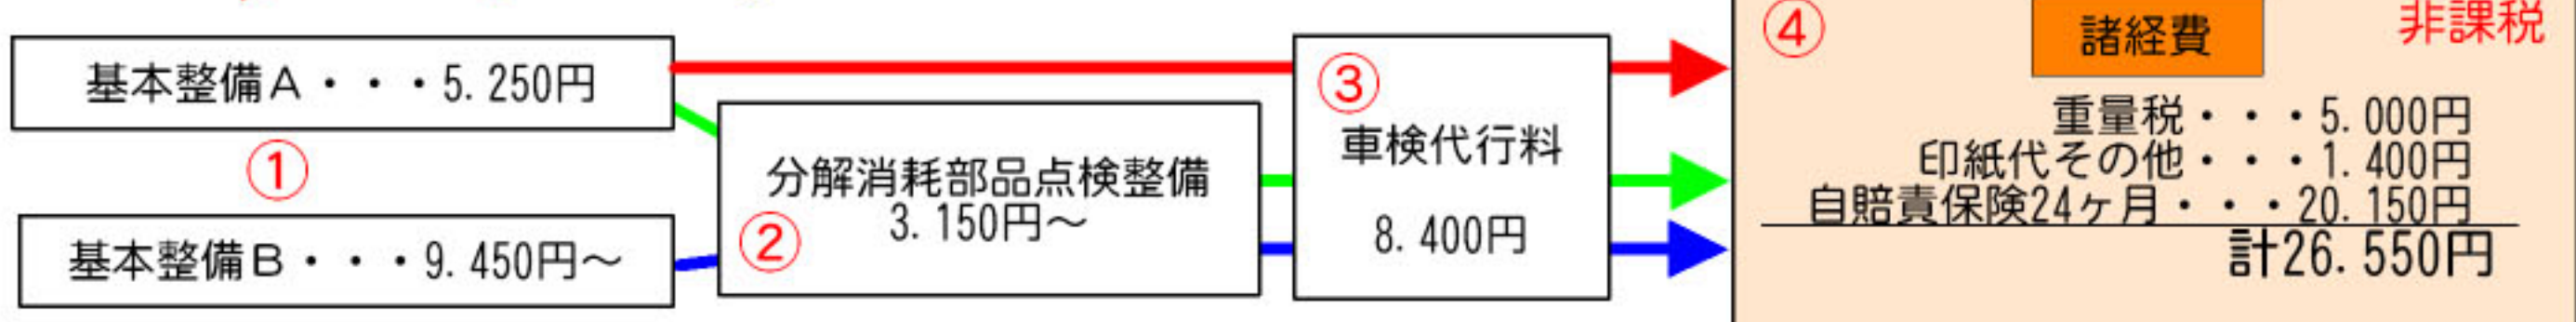 基本整備A・・・5.250円
①
基本整備B・・・9.450円～
分解消耗部品点検整備
3.150円～
②
③
車検代行料
8.400円
④
諸経費
非課税
重量税・・・5.000円
印紙代その他・・・1.400円
自賠責保険24ヶ月・・・20.150円
計26.550円